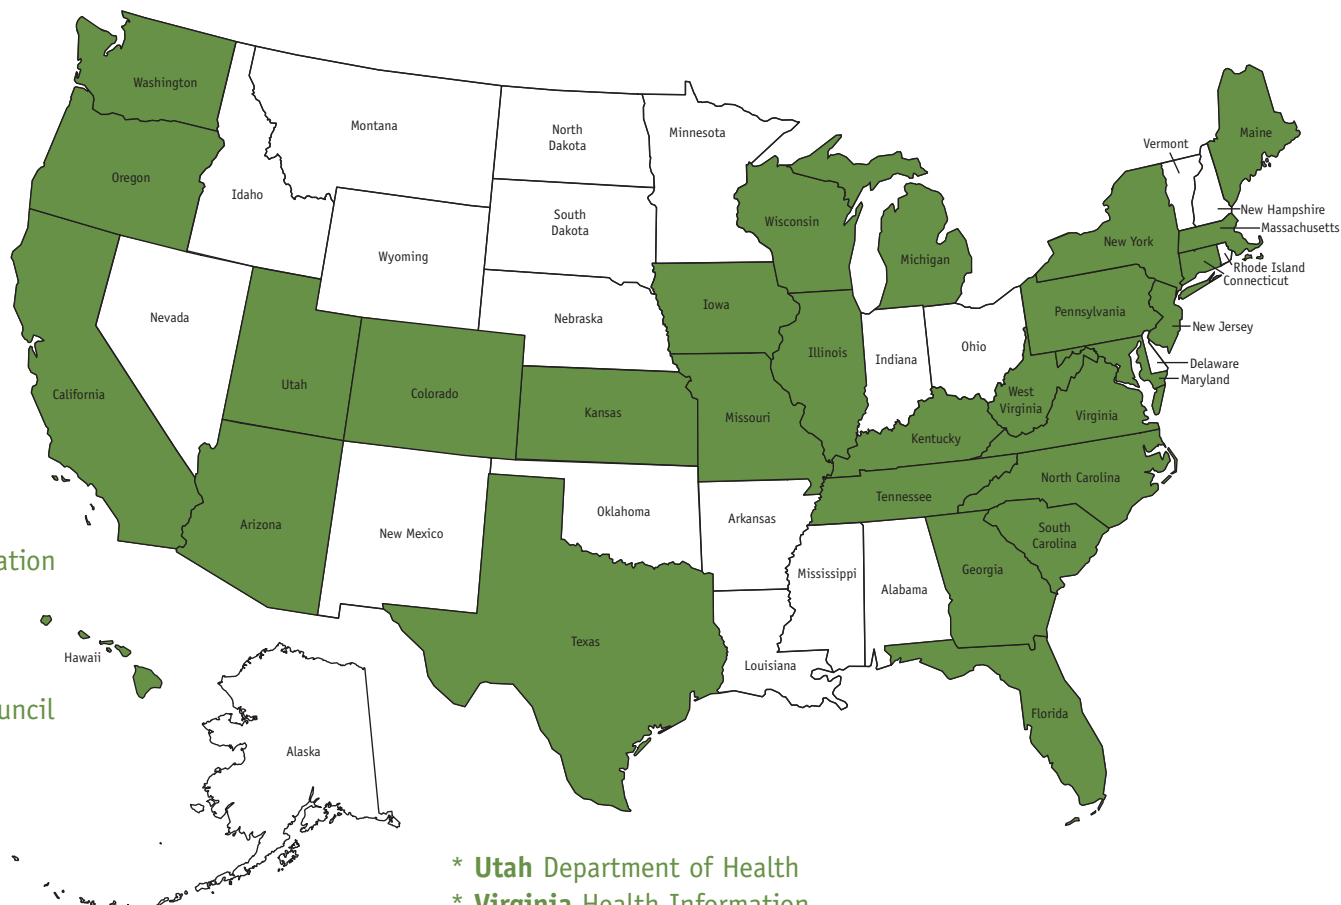 Washington
Montana
North
Dakota
Minnesota
Vermont
Maine
Oregon
Idaho
South
Dakota
Wisconsin
New York
New Hampshire
Massachusetts
Wyoming
Michigan
Rhode Island
Connecticut
Nevada
Nebraska
Iowa
Pennsylvania
New Jersey
Illinois
Indiana
Ohio
Delaware
Maryland
California
Utah
Colorado
Kansas
Missouri
West
Virginia
Virginia
Kentucky
North Carolina
Tennessee
Arizona
New Mexico
Oklahoma
Arkansas
South
Carolina
ation
Mississippi
Alabama
Georgia
Hawaii
Texas
Louisiana
uncil
Florida
Alaska
* Utah Department of Health
* Virginia Health Information